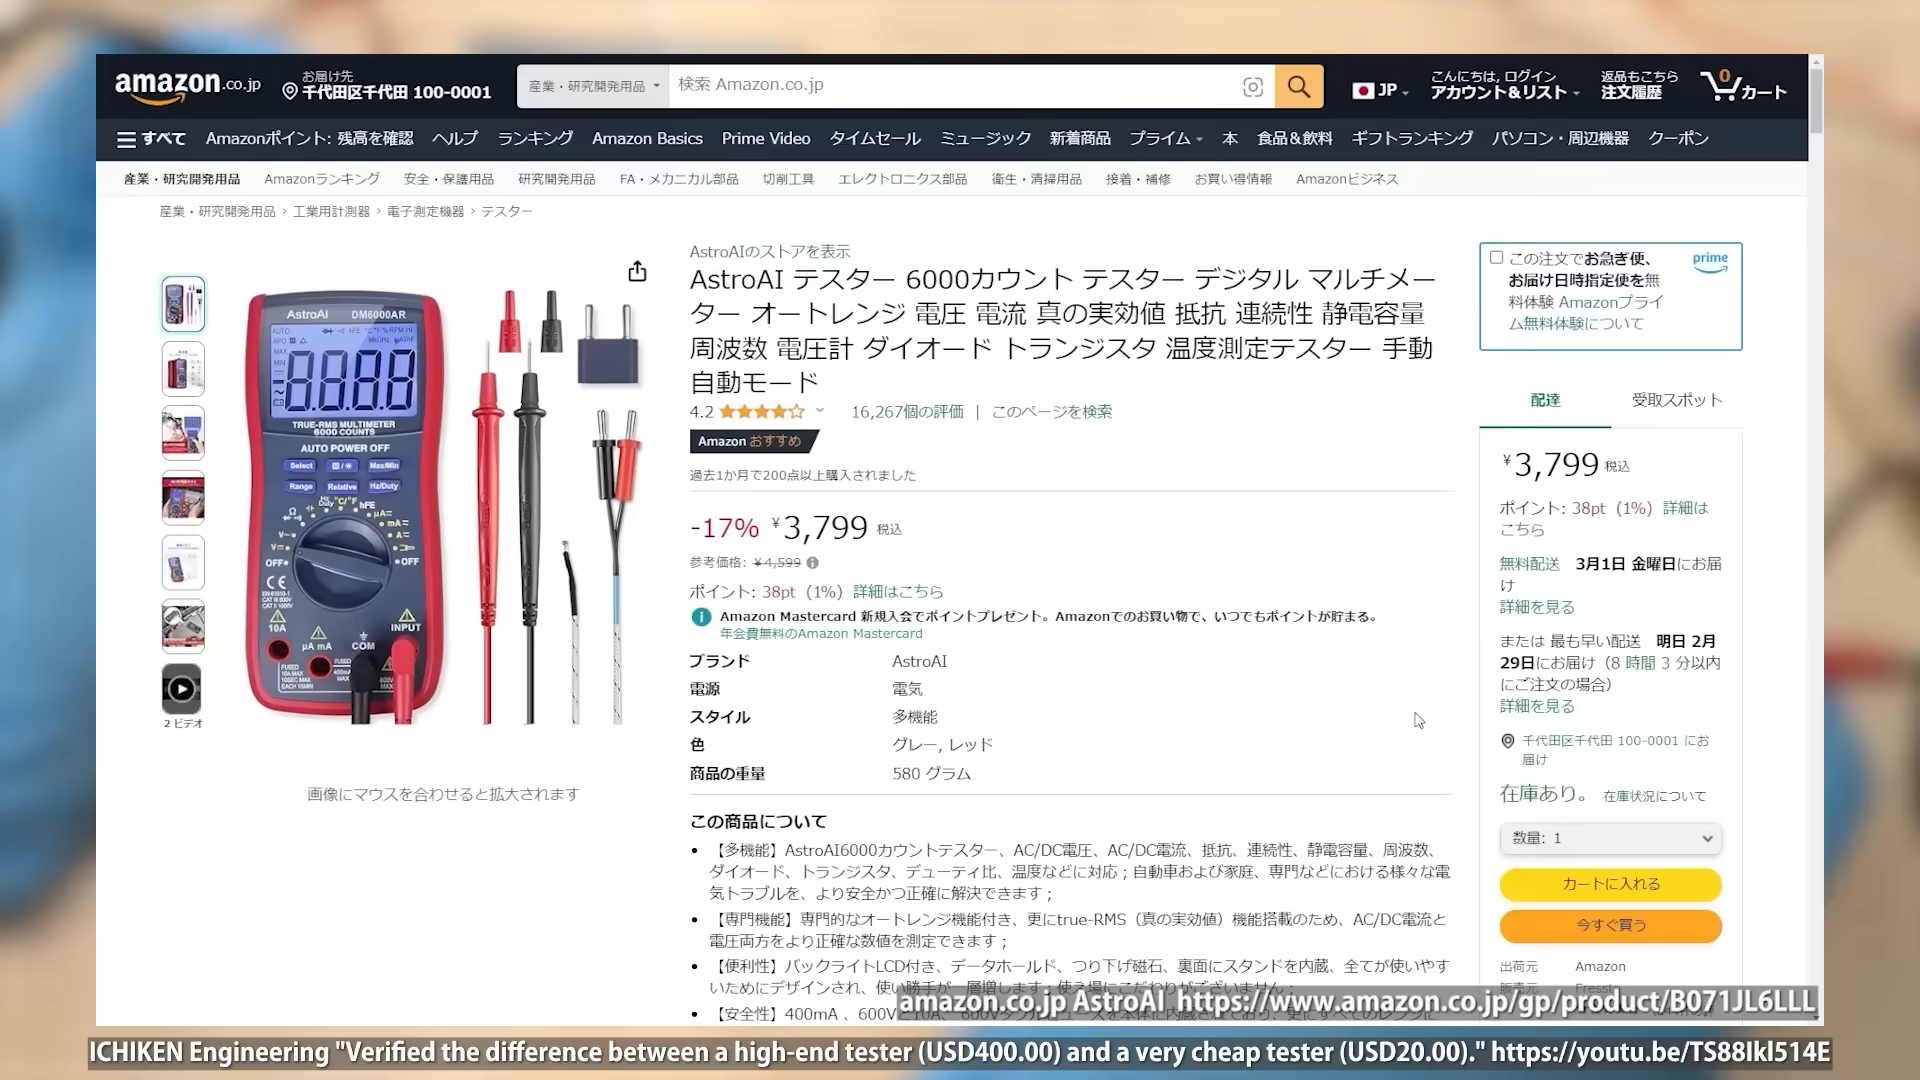 amazon.co.jp
お届け先
千代田区千代田 100-0001
産業・研究開発用品
検索 Amazon.co.jp
JP
こんにちは, ログイン
アカウント&リスト
返品もこちら
注文履歴
0
カート
すべて Amazonポイント: 残高を確認 ヘルプ ランキング Amazon Basics Prime Video タイムセール ミュージック 新着商品 プライム 本 食品&飲料 ギフトランキング パソコン・周辺機器 クーポン
産業・研究開発用品 Amazonランキング 安全・保護用品 研究開発用品 FA・メカニカル部品 切削工具 エレクトロニクス部品 衛生・清掃用品 接着・補修 お買い得情報 Amazonビジネス
産業・研究開発用品 › 工業用計測器 › 電子測定機器 › テスター
AstroAI DM6000AR
TRUE-RMS MULTIMETER
6000 COUNTS
AUTO POWER OFF
Select
Max/Min
Range Relative Hz/Duty
hFE
OFF
OFF
10A
μA mA
COM
INPUT
2 ビデオ
画像にマウスを合わせると拡大されます
AstroAIのストアを表示
AstroAI テスター 6000カウント テスター デジタル マルチメー
ター オートレンジ 電圧 電流 真の実効値 抵抗 連続性 静電容量
周波数 電圧計 ダイオード トランジスタ 温度測定テスター 手動
自動モード
4.2
16,267個の評価 | このページを検索
Amazon おすすめ
過去1か月で200点以上購入されました
-17% ¥3,799 税込
参考価格: ¥4,599
ポイント: 38pt (1%) 詳細はこちら
Amazon Mastercard 新規入会でポイントプレゼント。Amazonでのお買い物で、いつでもポイントが貯まる。
年会費無料のAmazon Mastercard
ブランド AstroAI
電源 電気
スタイル 多機能
色 グレー, レッド
商品の重量 580 グラム
この商品について
【多機能】AstroAI6000カウントテスター、AC/DC電圧、AC/DC電流、抵抗、連続性、静電容量、周波数、
ダイオード、トランジスタ、デューティ比、温度などに対応；自動車および家庭、専門などにおける様々な電
気トラブルを、より安全かつ正確に解決できます；
【専門機能】専門的なオートレンジ機能付き、更にtrue-RMS（真の実効値）機能搭載のため、AC/DC電流と
電圧両方をより正確な数値を測定できます；
【便利性】バックライトLCD付き、データホールド、つり下げ磁石、裏面にスタンドを内蔵、全てが使いやす
いためにデザインされ、使い勝手が一層増します；使え場にこだわりがございません；
【安全性】400mA 、600V
この注文でお急ぎ便、
お届け日時指定便を無
料体験 Amazonプライ
ム無料体験について
prime
配達
受取スポット
¥3,799 税込
ポイント: 38pt (1%) 詳細は
こちら
無料配送 3月1日 金曜日にお届
け
詳細を見る
または 最も早い配送 明日 2月
29日にお届け（8 時間 3 分以内
にご注文の場合）
詳細を見る
千代田区千代田 100-0001 にお
届け
在庫あり。 在庫状況について
数量: 1
カートに入れる
今すぐ買う
出荷元 Amazon
amazon.co.jp AstroAI https://www.amazon.co.jp/gp/product/B071JL6LLL
ICHIKEN Engineering "Verified the difference between a high-end tester (USD400.00) and a very cheap tester (USD20.00)." https://youtu.be/TS88Ikl514E